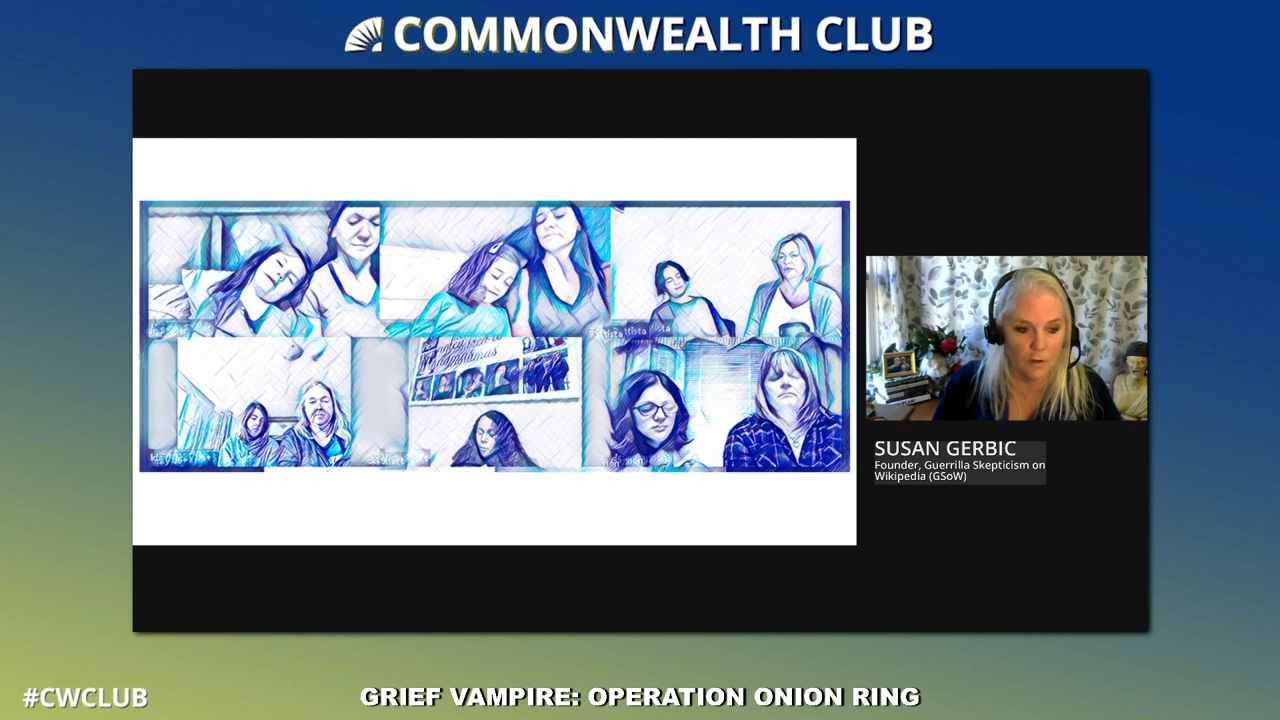 COMMONWEALTH CLUB
SUSAN GERBIC
Founder, Guerrilla Skepticism on
Wikipedia (GSoW)
#CWCLUB
GRIEF VAMPIRE: OPERATION ONION RING